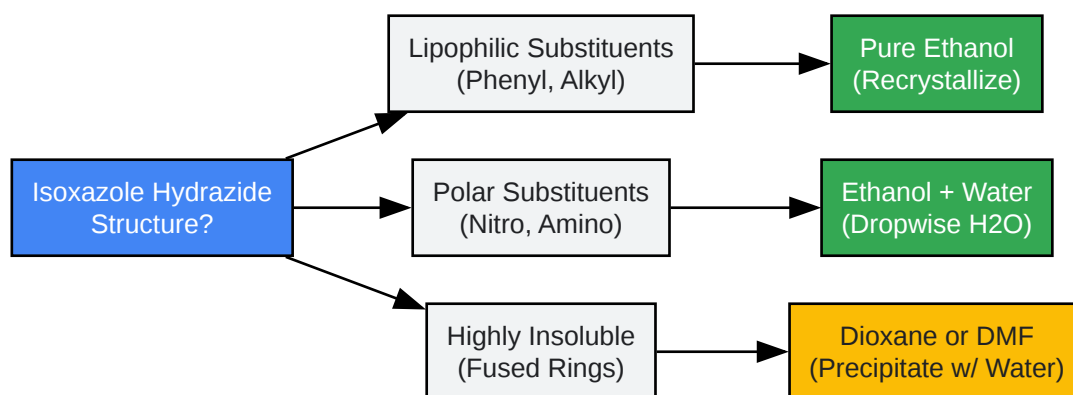 Lipophilic Substituents
(Phenyl, Alkyl)
Pure Ethanol
(Recrystallize)
Isoxazole Hydrazide
Structure?
Polar Substituents
(Nitro, Amino)
Ethanol + Water
(Dropwise H2O)
Highly Insoluble
(Fused Rings)
Dioxane or DMF
(Precipitate w/ Water)